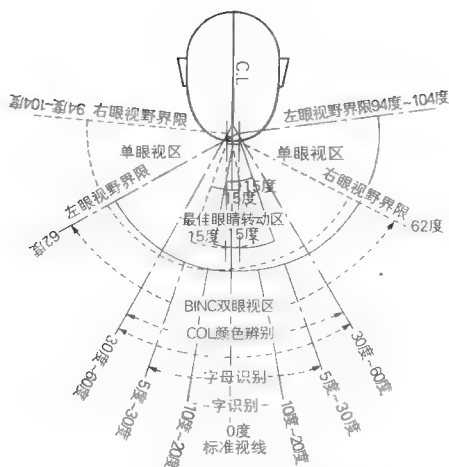 C.L
94度~104度 右眼视野界限
左眼视野界限94度~104度
单眼视区
单眼视区
左眼视野界限
右眼视野界限
62度
62度
15度
15度
最佳眼睛转动区
15度
15度
BINC双眼视区
COL颜色辨别
30度~60度
30度~60度
字母识别
5度~30度
5度~30度
字识别
10度~20度
10度~20度
0度
标准视线